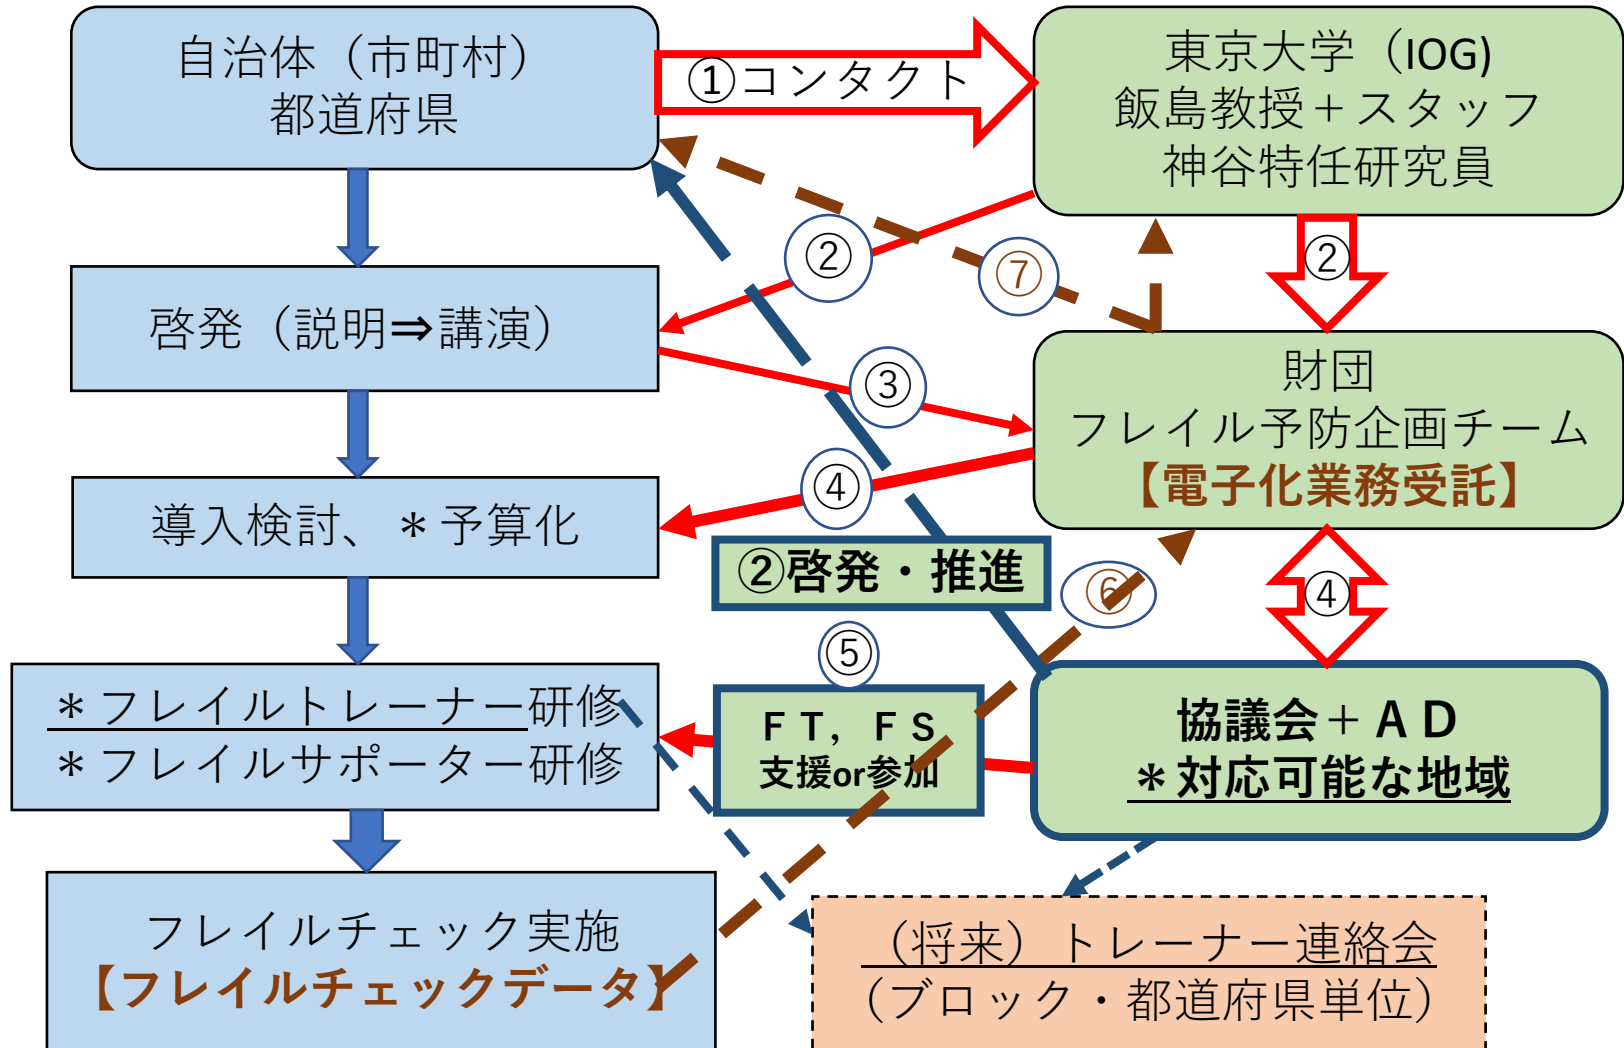 自治体（市町村）
都道府県
①コンタクト
東京大学（IOG)
飯島教授＋スタッフ
神谷特任研究員
②
⑦
②
啓発（説明⇒講演）
③
財団
フレイル予防企画チーム
【電子化業務受託】
④
導入検討、＊予算化
②啓発・推進
⑥
④
⑤
＊フレイルトレーナー研修
＊フレイルサポーター研修
ＦＴ，ＦＳ
支援or参加
協議会＋ＡＤ
＊対応可能な地域
フレイルチェック実施
【フレイルチェックデータ】
（将来）トレーナー連絡会
（ブロック・都道府県単位）